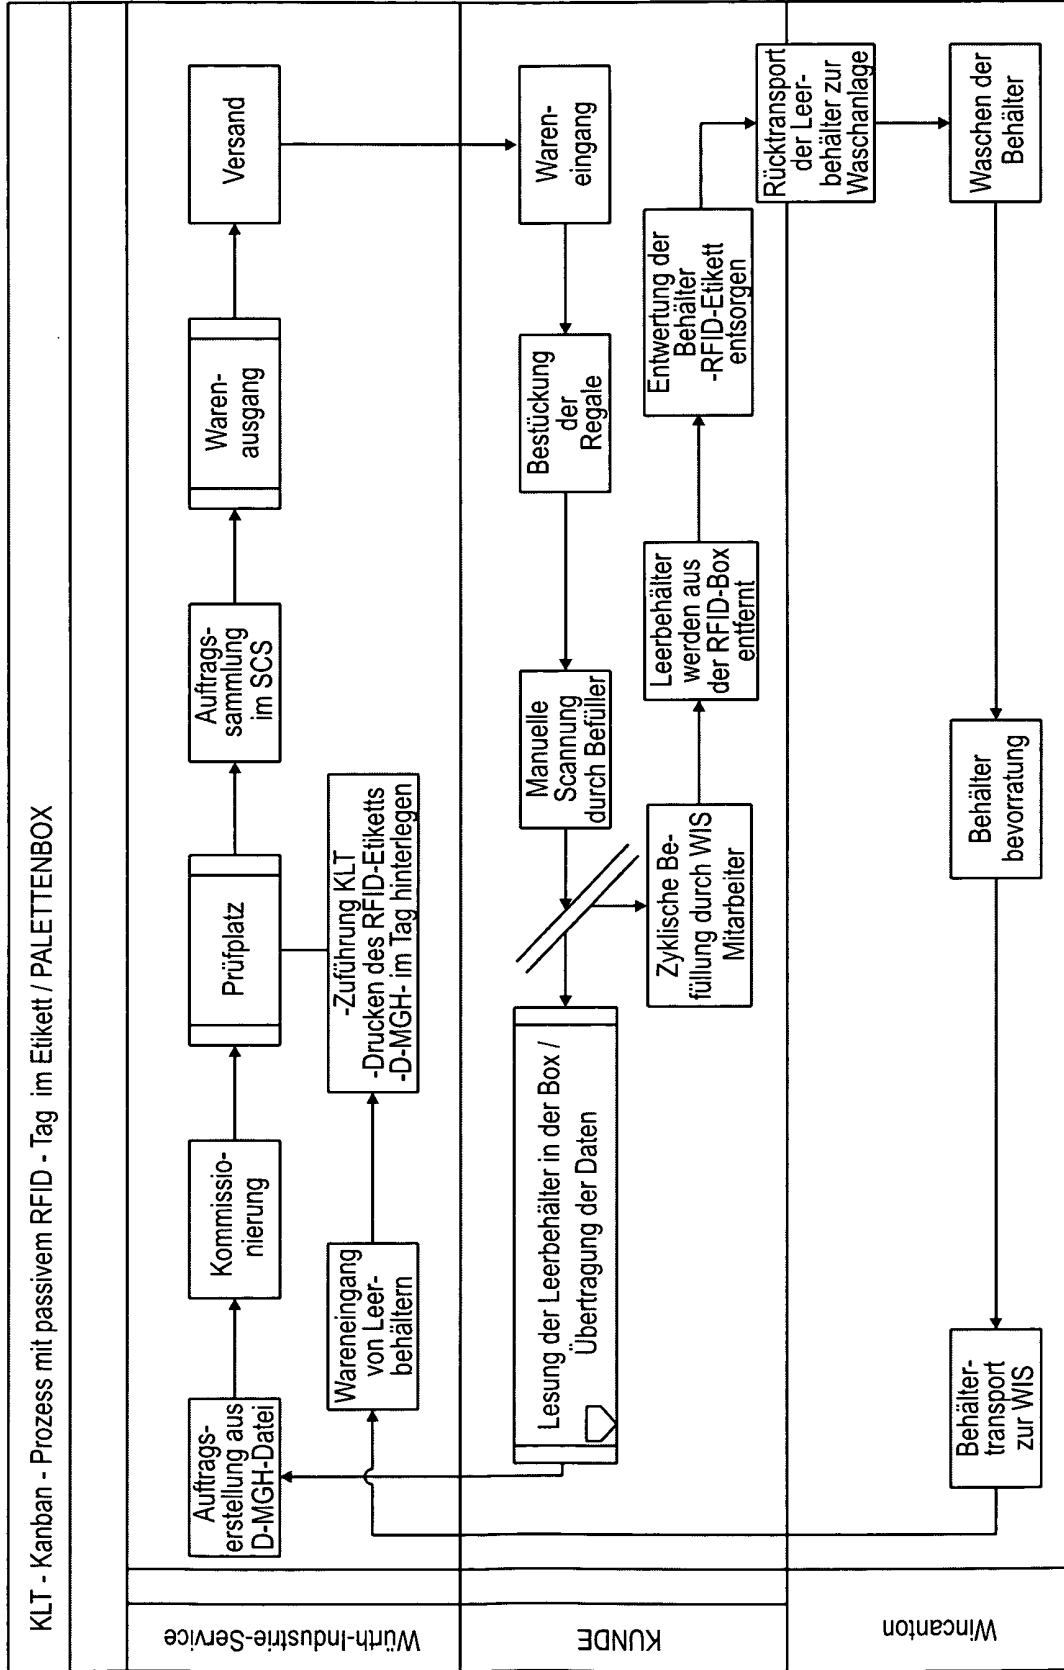 KLT - Kanban - Prozess mit passivem RFID - Tag im Etikett / PALETTENBOX
Würth-Industrie-Service
Auftrags-
erstellung aus
D-MGH-Datei
Kommissio-
nierung
Prüfplatz
Auftrags-
sammlung
im SCS
Waren-
ausgang
Versand
Wareneingang
von Leer-
behältern
-Zuführung KLT
-Drucken des RFID-Etiketts
-D-MGH- im Tag hinterlegen
KUNDE
Lesung der Leerbehälter in der Box /
Übertragung der Daten
Manuelle
Scannung
durch Befüller
Bestückung
der
Regale
Waren-
eingang
Zyklische Be-
füllung durch WIS
Mitarbeiter
Leerbehälter
werden aus
der RFID-Box
entfernt
Entwertung der
Behälter
-RFID-Etikett
entsorgen
Rücktransport
der Leer-
behälter zur
Waschanlage
Wincanton
Behälter-
transport
zur WIS
Behälter
bevorratung
Waschen der
Behälter